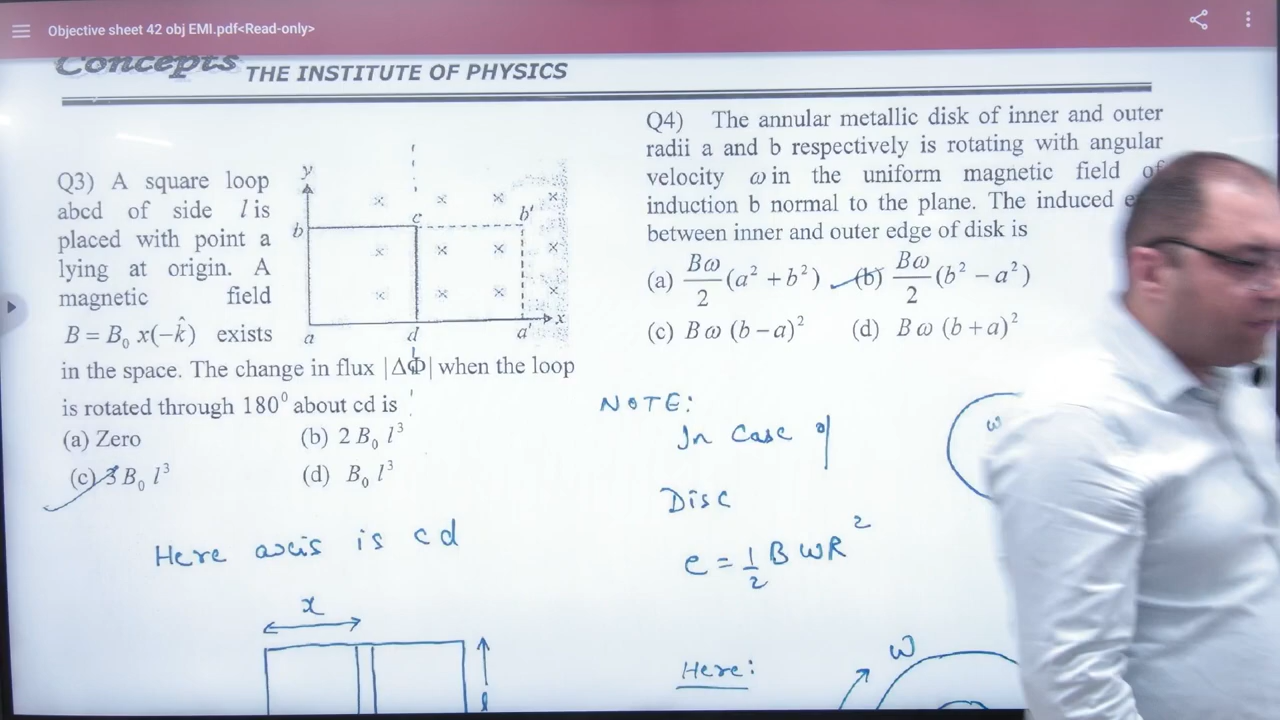 Objective sheet 42 obj EMI.pdf<Read-only>
Concepts THE INSTITUTE OF PHYSICS
Q3) A square loop
abcd of side l is
placed with point a
lying at origin. A
magnetic field
B = B₀ x(−k̂) exists
in the space. The change in flux |ΔΦ| when the loop
is rotated through 180⁰ about cd is
(a) Zero (b) 2 B₀ l³
(c) 3 B₀ l³ (d) B₀ l³
y
b c b'
a d a' x
Here axis is cd
x
l
Q4) The annular metallic disk of inner and outer
radii a and b respectively is rotating with angular
velocity ω in the uniform magnetic field of
induction b normal to the plane. The induced
between inner and outer edge of disk is
(a) Bω/2 (a² + b²) (b) Bω/2 (b² − a²)
(c) B ω (b − a)² (d) B ω (b + a)²
NOTE:
In Case of
Disc
e = 1/2 B ω R²
ω
Here:
ω